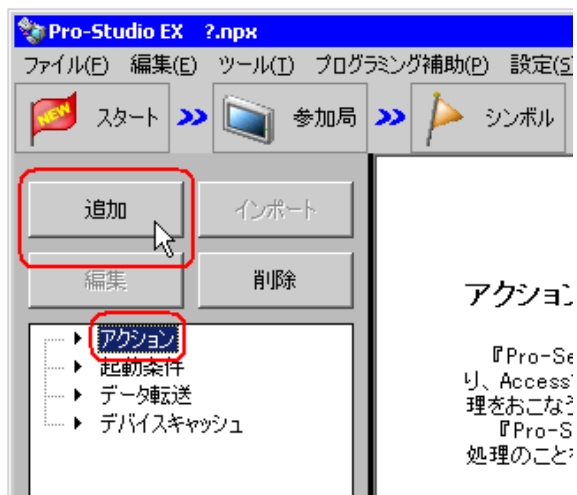 Pro-Studio EX ?.npx
ファイル(F) 編集(E) ツール(T) プログラミング補助(P) 設定(S
NEW スタート 参加局 シンボル
追加 インポート
編集 削除
アクション
起動条件
データ転送
デバイスキャッシュ
アクション
『Pro-Se
り、Access
理をおこな
『Pro-S
処理のこと